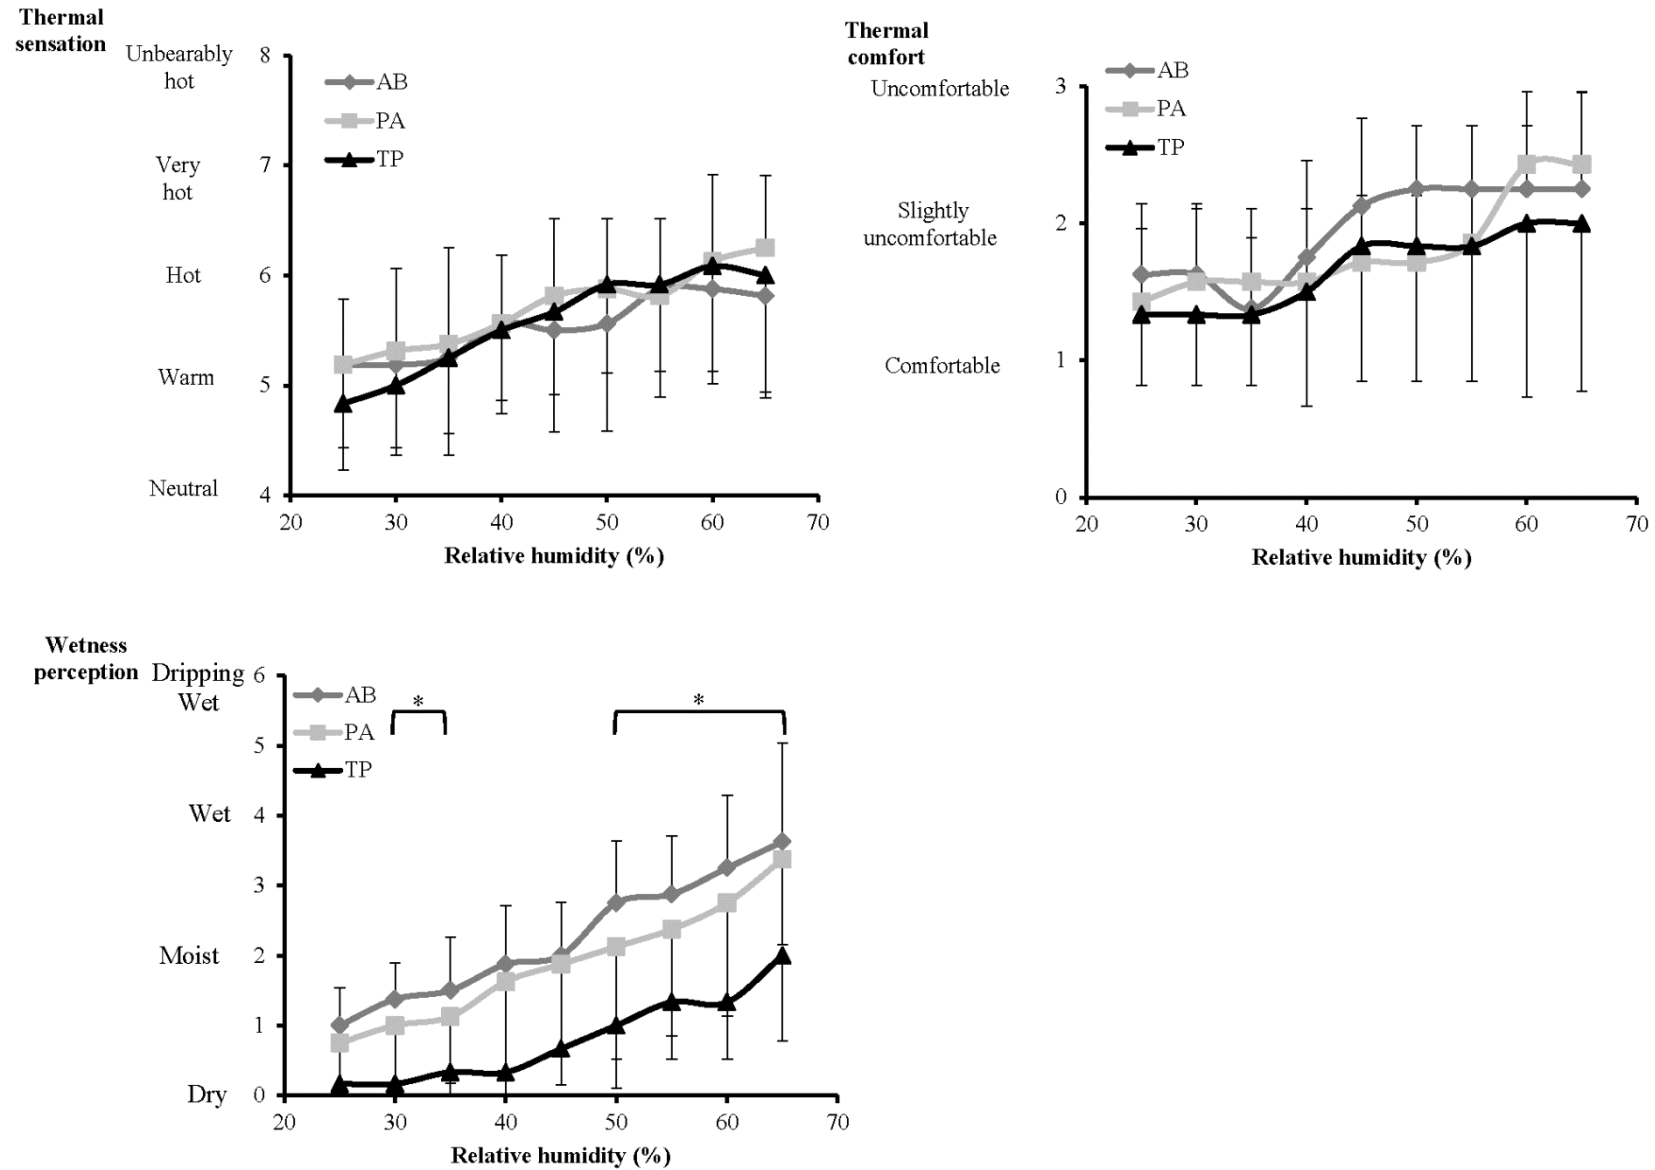 Thermal
sensation
Unbearably
hot
Very
hot
Hot
Warm
Neutral
8
7
6
5
4
AB
PA
TP
20 30 40 50 60 70
Relative humidity (%)
Thermal
comfort
Uncomfortable
Slightly
uncomfortable
Comfortable
3
2
1
0
AB
PA
TP
20 30 40 50 60 70
Relative humidity (%)
Wetness
perception
Dripping
Wet
Wet
Moist
Dry
6
5
4
3
2
1
0
AB
PA
TP
*
*
20 30 40 50 60 70
Relative humidity (%)